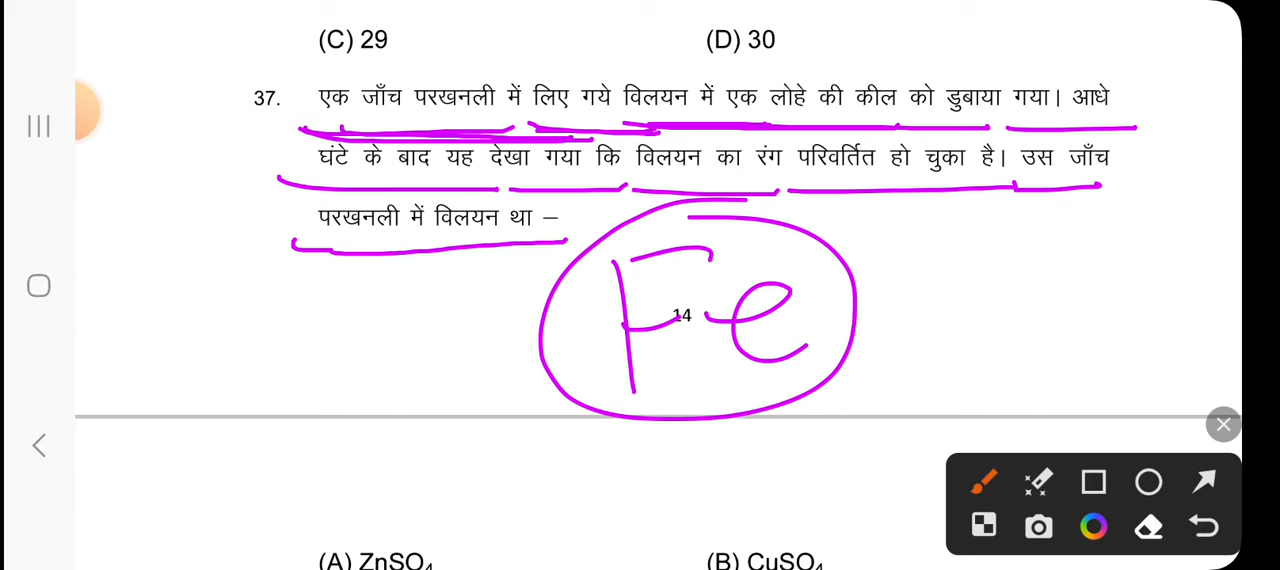 (C) 29 (D) 30
37. एक जाँच परखनली में लिए गये विलयन में एक लोहे की कील को डुबाया गया। आधे
घंटे के बाद यह देखा गया कि विलयन का रंग परिवर्तित हो चुका है। उस जाँच
परखनली में विलयन था –
Fe
14
(A) ZnSO₄ (B) CuSO₄